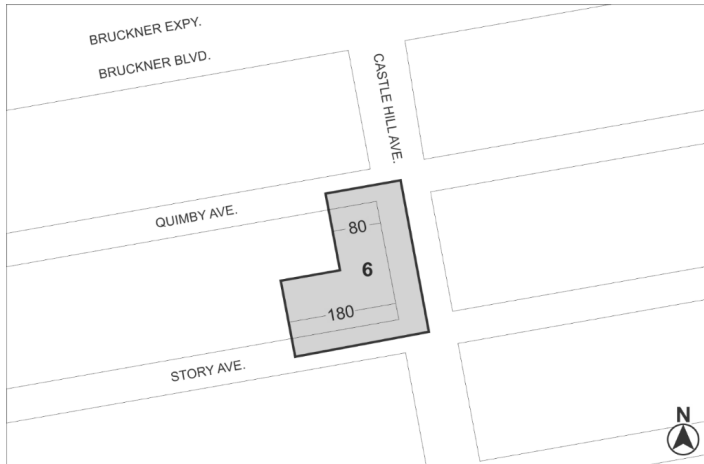 BRUCKNER EXPY.
BRUCKNER BLVD.
CASTLE HILL AVE.
QUIMBY AVE.
80
6
180
STORY AVE.
N